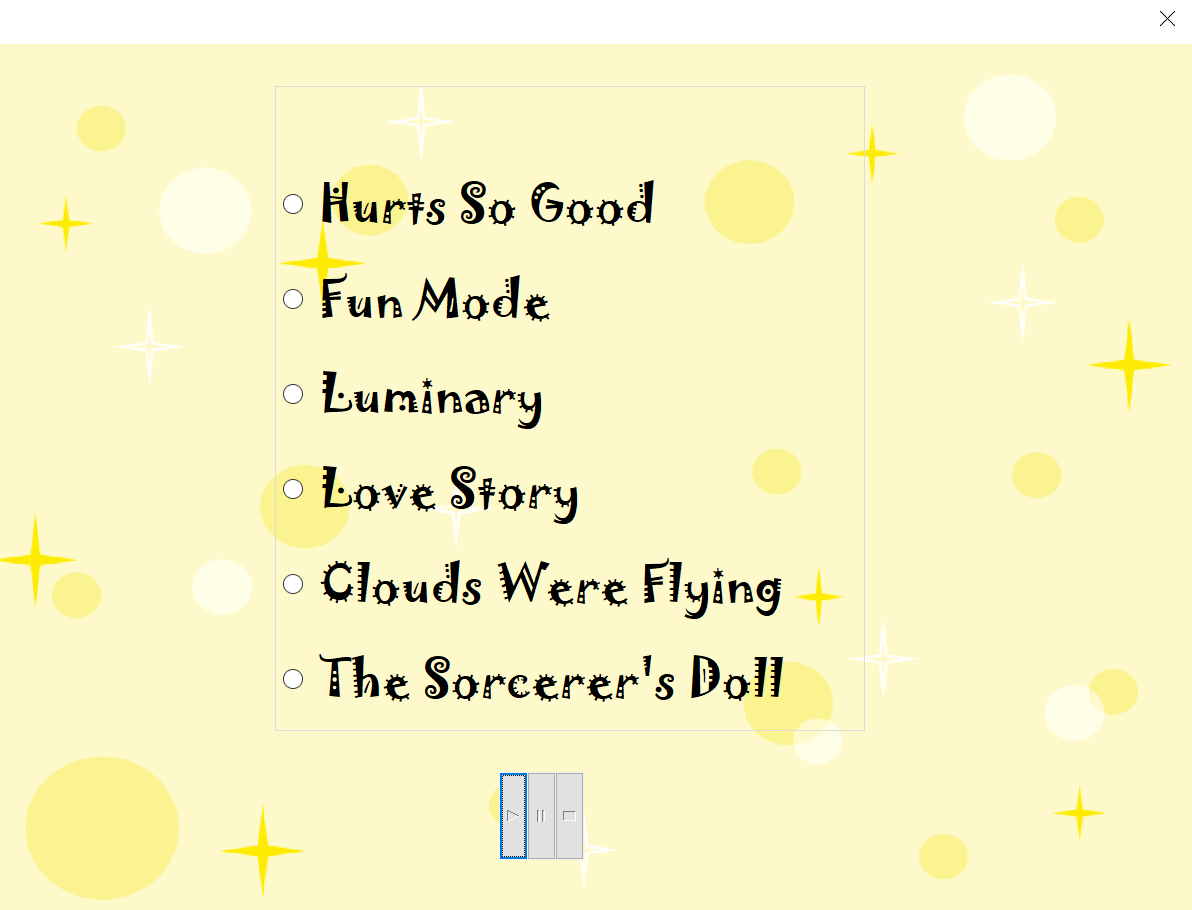 Hurts So Good
Fun Mode
Luminary
Love Story
Clouds Were Flying
The Sorcerer's Doll